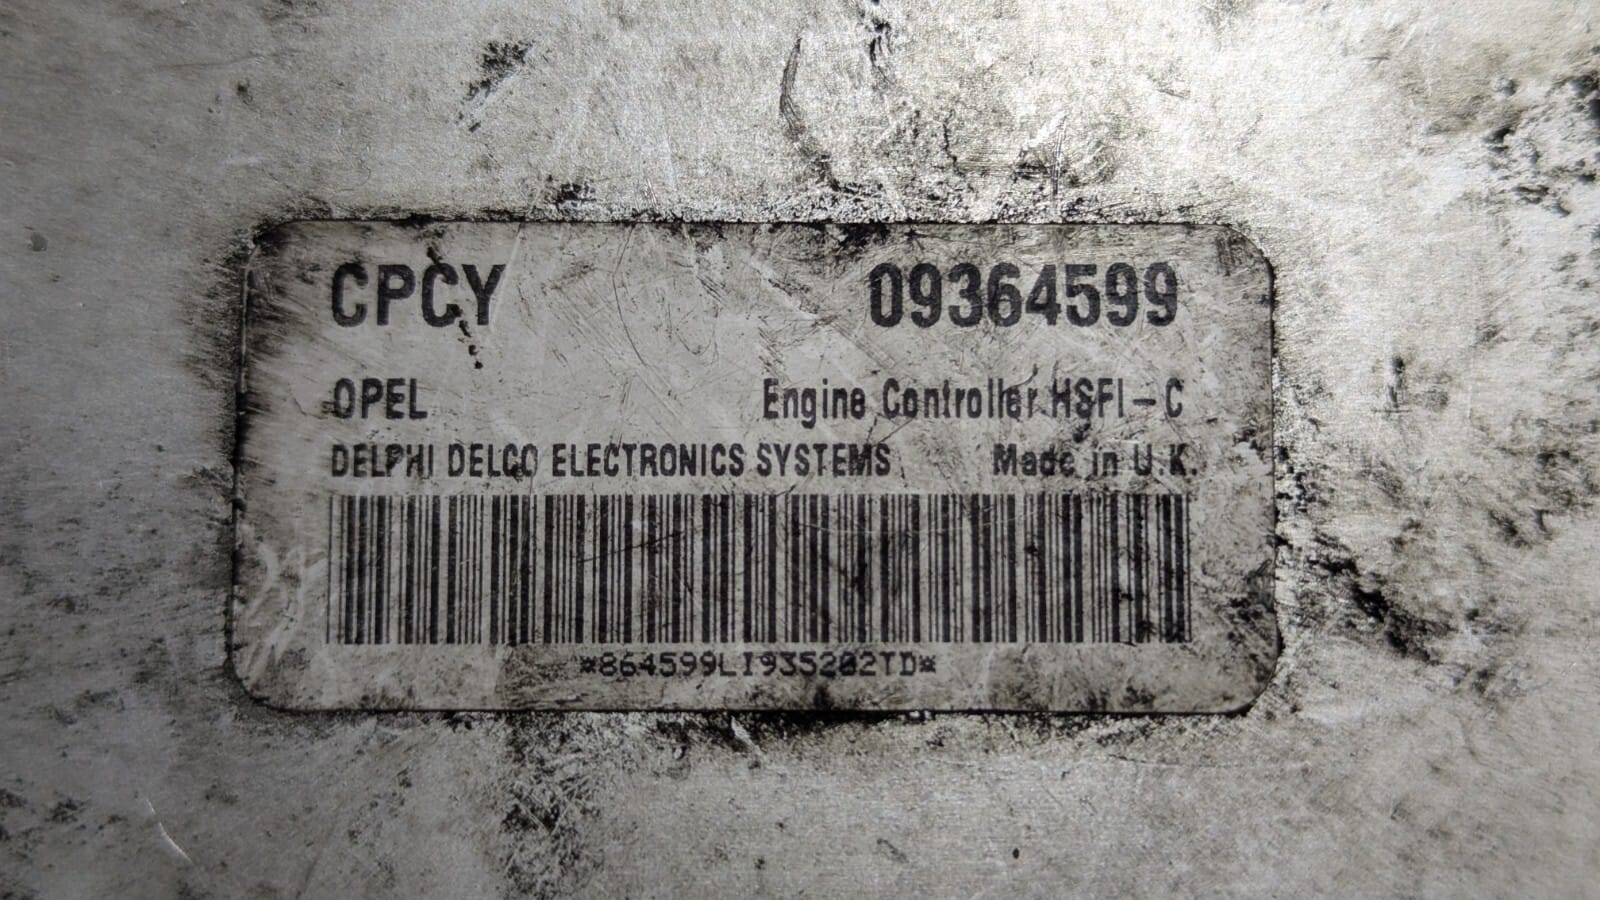 CPCY 09364599
OPEL Engine Controller HSFI-C
DELPHI DELCO ELECTRONICS SYSTEMS Made in U.K.
*864599LI935202TD*